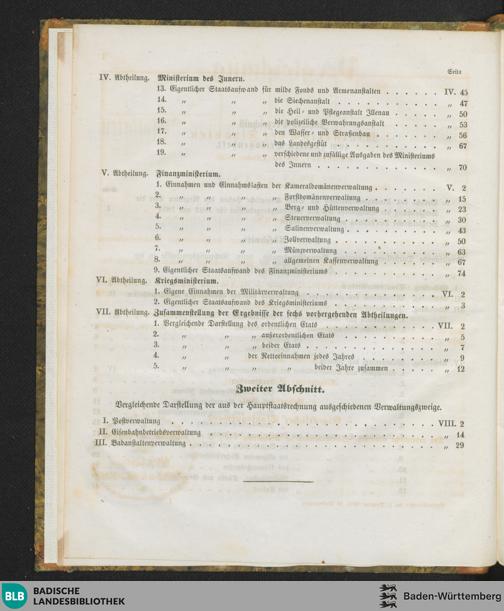 Seite
IV. Abtheilung. Ministerium des Innern.
13. Eigentlicher Staatsaufwand für milde Fonds und Armenanstalten . . . . . . IV. 45
14. „ „ „ die Siechenanstalt . . . . . . . . . . . „ 47
15. „ „ „ die Heil- und Pflegeanstalt Illenau . . . . . „ 50
16. „ „ „ die polizeiliche Verwahrungsanstalt . . . . . „ 53
17. „ „ „ den Wasser- und Straßenbau . . . . . . . „ 56
18. „ „ „ das Landesgestüt . . . . . . . . . . . . „ 67
19. „ „ „ verschiedene und zufällige Ausgaben des Ministeriums
des Innern . . . . . . . . . . . . . „ 70
V. Abtheilung. Finanzministerium.
1. Einnahmen und Einnahmslasten der Kameraldomänenverwaltung . . . . . . . V. 2
2. „ „ „ „ Forstdomänenverwaltung . . . . . . . . „ 15
3. „ „ „ „ Berg- und Hüttenverwaltung . . . . . . „ 23
4. „ „ „ „ Steuerverwaltung . . . . . . . . . . „ 30
5. „ „ „ „ Salinenverwaltung . . . . . . . . . . „ 43
6. „ „ „ „ Zollverwaltung . . . . . . . . . . . „ 50
7. „ „ „ „ Münzverwaltung . . . . . . . . . . . „ 63
8. „ „ „ „ allgemeinen Kassenverwaltung . . . . . . „ 67
9. Eigentlicher Staatsaufwand des Finanzministeriums . . . . . . . . . . . „ 74
VI. Abtheilung. Kriegsministerium.
1. Eigene Einnahmen der Militärverwaltung . . . . . . . . . . . . . VI. 2
2. Eigentlicher Staatsaufwand des Kriegsministeriums . . . . . . . . . . . „ 3
VII. Abtheilung. Zusammenstellung der Ergebnisse der sechs vorhergehenden Abtheilungen.
1. Vergleichende Darstellung des ordentlichen Etats . . . . . . . . . . . VII. 2
2. „ „ „ außerordentlichen Etats . . . . . . . . . . „ 5
3. „ „ „ beider Etats . . . . . . . . . . . . . „ 7
4. „ „ der Nettoeinnahmen jedes Jahres . . . . . . . . „ 9
5. „ „ „ „ beider Jahre zusammen . . . . . „ 12
Zweiter Abschnitt.
Vergleichende Darstellung der aus der Hauptstaatsrechnung ausgeschiedenen Verwaltungszweige.
I. Postverwaltung . . . . . . . . . . . . . . . . . . . . . . . . . VIII. 2
II. Eisenbahnbetriebsverwaltung . . . . . . . . . . . . . . . . . . . . . „ 14
III. Badanstaltenverwaltung . . . . . . . . . . . . . . . . . . . . . . . „ 29
BLB BADISCHE
LANDESBIBLIOTHEK
Baden-Württemberg